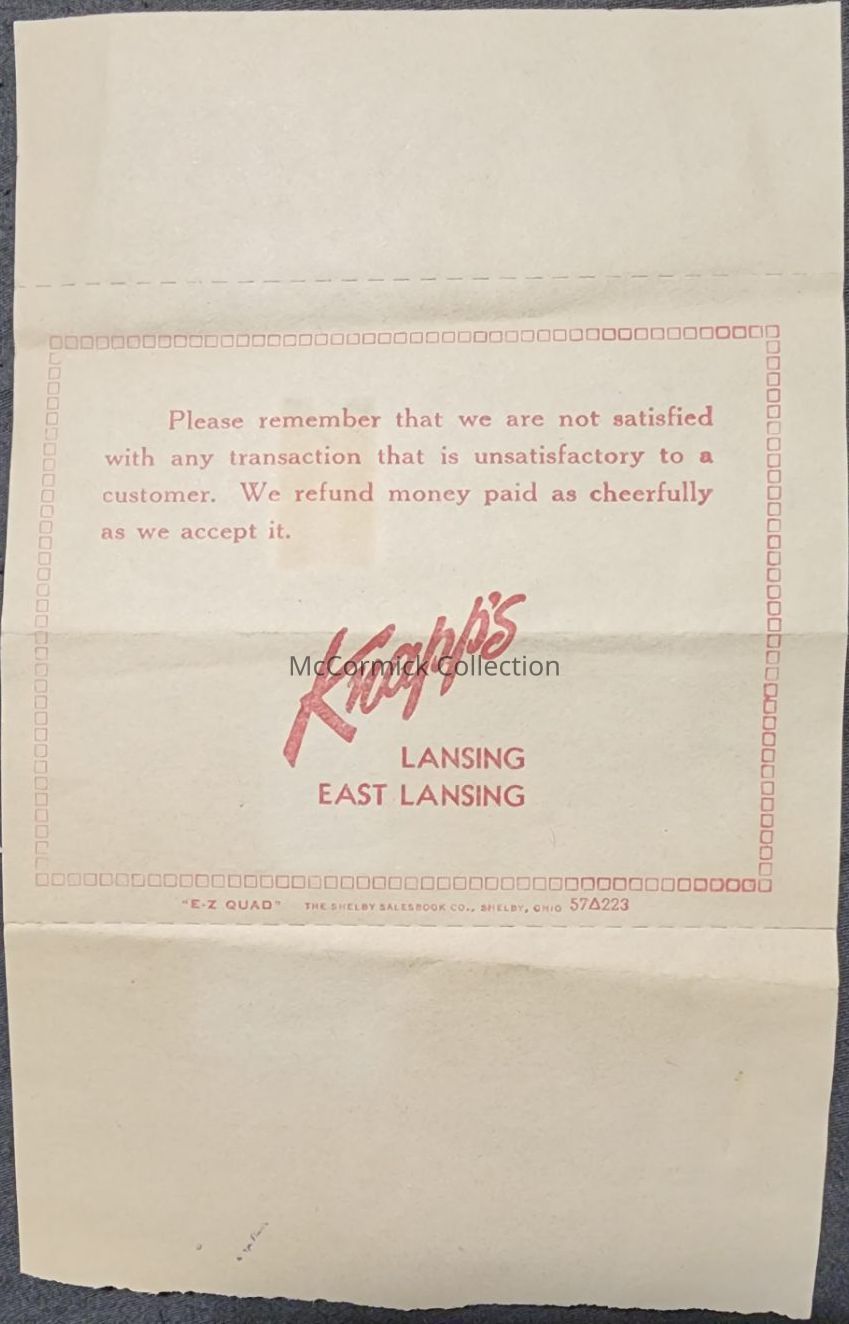 Please remember that we are not satisfied
with any transaction that is unsatisfactory to a
customer. We refund money paid as cheerfully
as we accept it.
Knapp's
McCormick Collection
LANSING
EAST LANSING
"E-Z QUAD" THE SHELBY SALESBOOK CO., SHELBY, OHIO 57Δ223